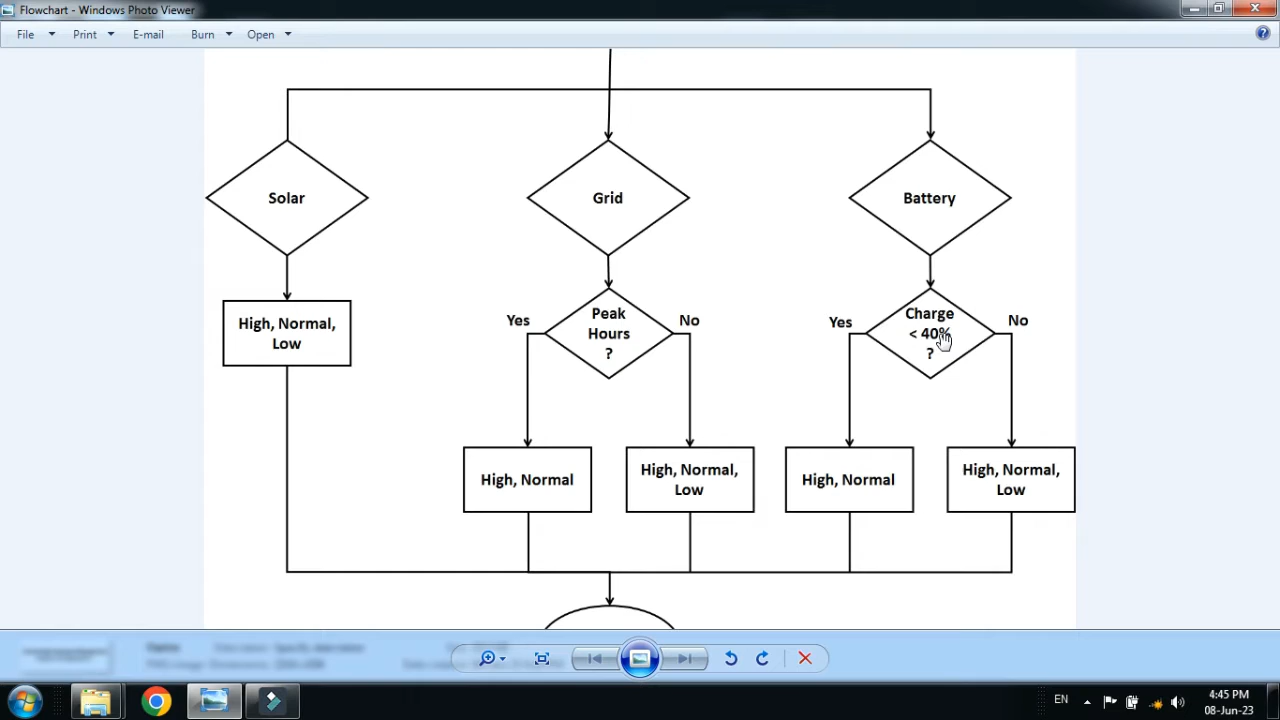 Flowchart - Windows Photo Viewer
File Print E-mail Burn Open
Solar
Grid
Battery
High, Normal,
Low
Yes
Peak
Hours
?
No
Yes
Charge
< 40%
?
No
High, Normal
High, Normal,
Low
High, Normal
High, Normal,
Low
EN
4:45 PM
08-Jun-23